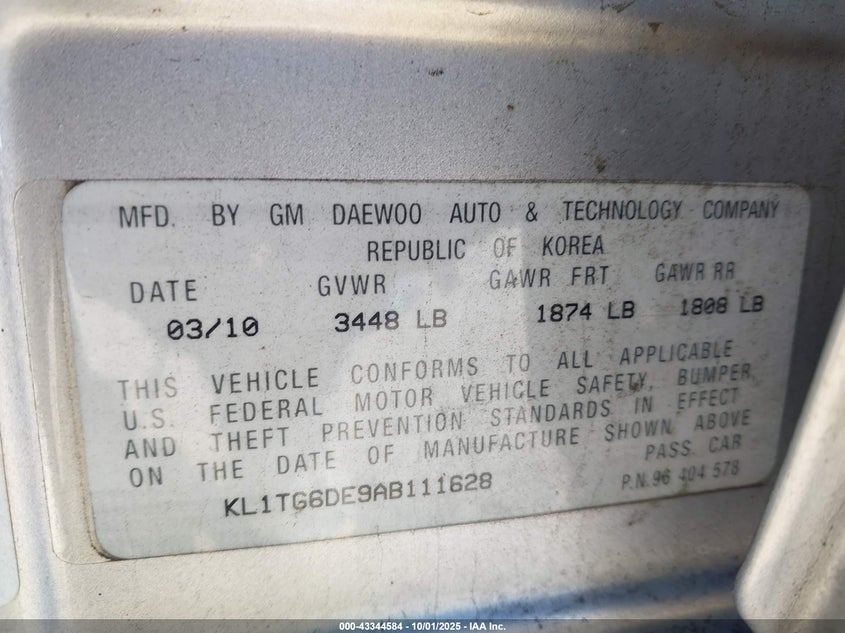 MFD. BY GM DAEWOO AUTO & TECHNOLOGY COMPANY
REPUBLIC OF KOREA
DATE GVWR GAWR FRT GAWR RR
03/10 3448 LB 1874 LB 1808 LB
THIS VEHICLE CONFORMS TO ALL APPLICABLE
U.S. FEDERAL MOTOR VEHICLE SAFETY, BUMPER,
AND THEFT PREVENTION STANDARDS IN EFFECT
ON THE DATE OF MANUFACTURE SHOWN ABOVE
PASS. CAR
KL1TG6DE9AB111628
P.N. 96 404 578
000-43344584 - 10/01/2025 - IAA Inc.